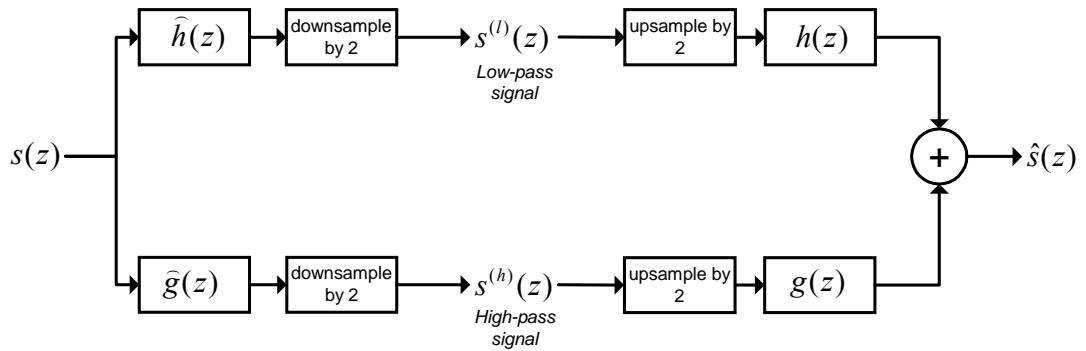 s(z)
ĥ(z)
downsample
by 2
s^(l)(z)
Low-pass
signal
upsample by
2
h(z)
+
ŝ(z)
ĝ(z)
downsample
by 2
s^(h)(z)
High-pass
signal
upsample by
2
g(z)